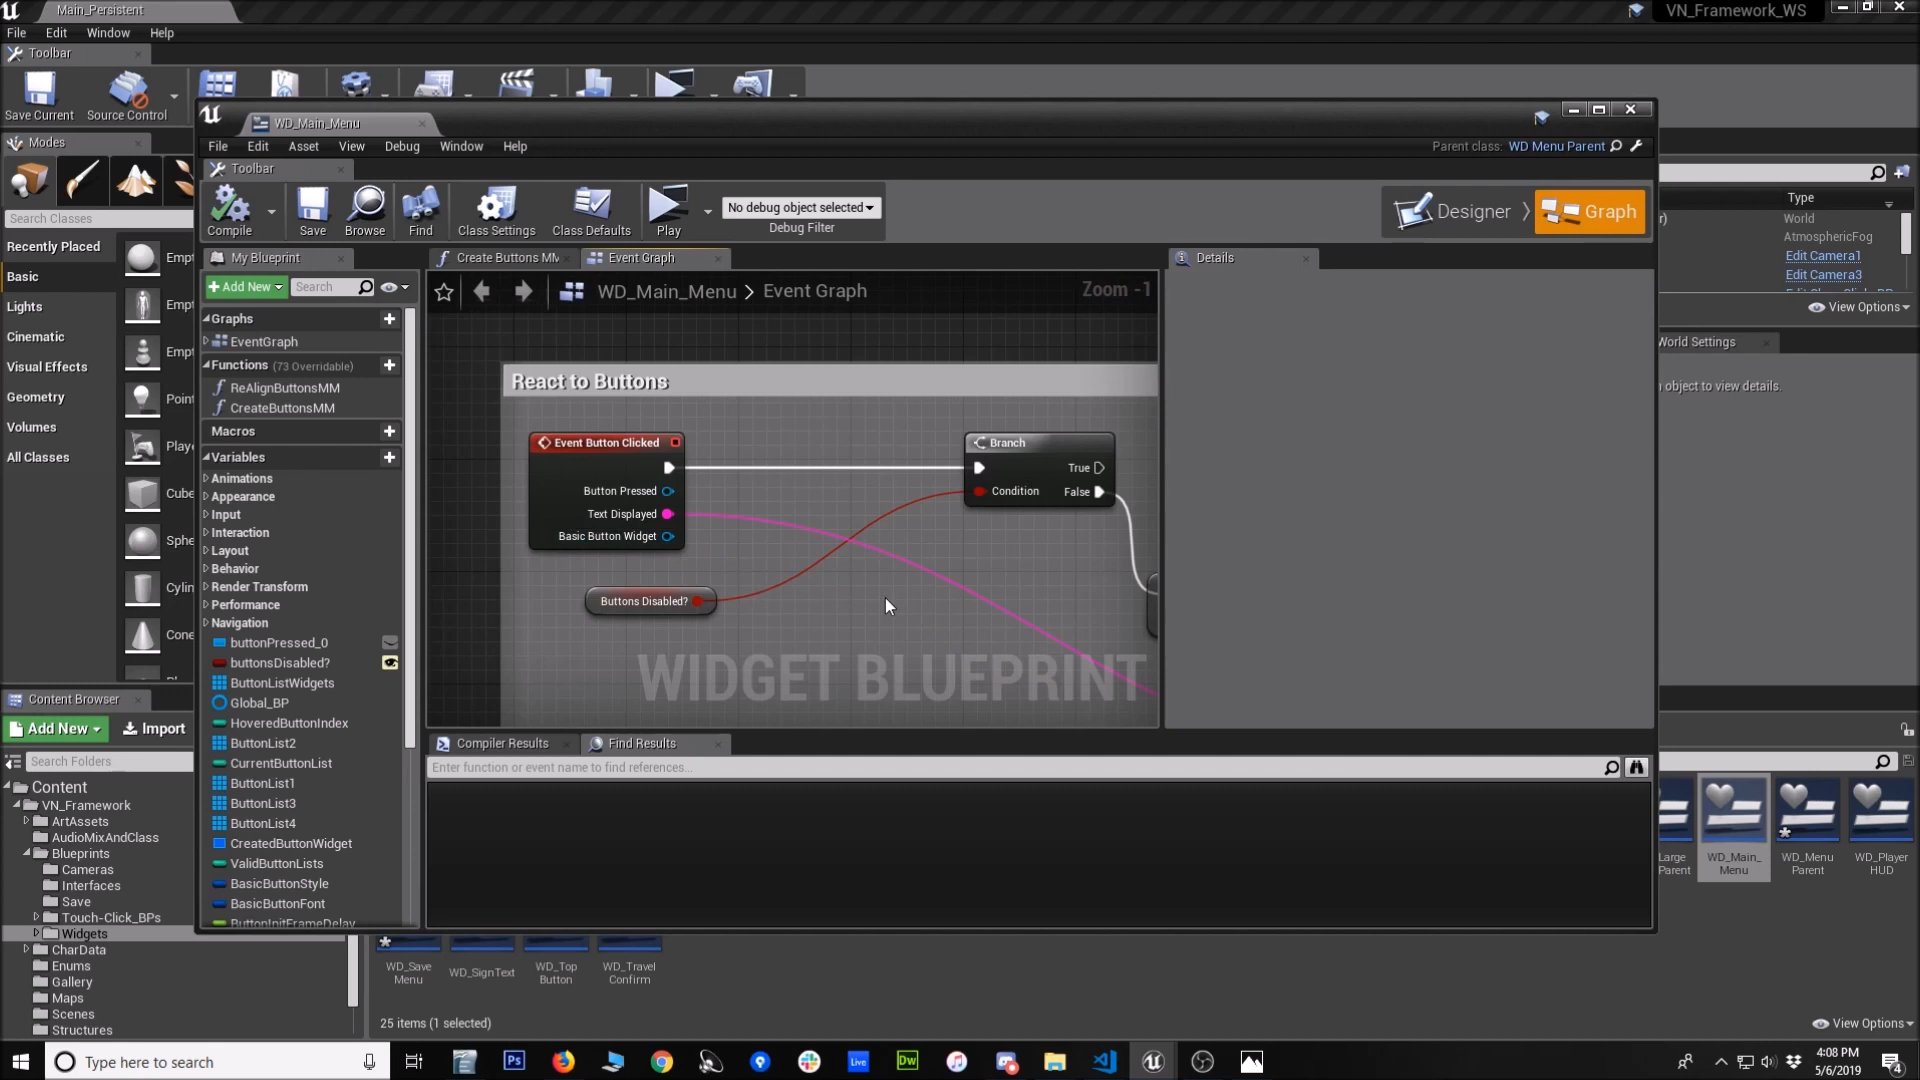 Main_Persistent
VN_Framework_WS
File Edit Window Help
Toolbar
Save Current
Source Control
Modes
Search Classes
Recently Placed
Basic
Lights
Cinematic
Visual Effects
Geometry
Volumes
All Classes
WD_Main_Menu
File Edit Asset View Debug Window Help
Parent class: WD Menu Parent
Toolbar
Compile
Save
Browse
Find
Class Settings
Class Defaults
Play
No debug object selected
Debug Filter
Designer
Graph
My Blueprint
Add New
Search
Graphs
EventGraph
Functions (73 Overridable)
ReAlignButtonsMM
CreateButtonsMM
Macros
Variables
Animations
Appearance
Input
Interaction
Layout
Behavior
Render Transform
Performance
Navigation
buttonPressed_0
buttonsDisabled?
ButtonListWidgets
Global_BP
HoveredButtonIndex
ButtonList2
CurrentButtonList
ButtonList1
ButtonList3
ButtonList4
CreatedButtonWidget
ValidButtonLists
BasicButtonStyle
BasicButtonFont
ButtonInitFrameDelay
Create Buttons MM
Event Graph
WD_Main_Menu > Event Graph
Zoom -1
React to Buttons
Event Button Clicked
Button Pressed
Text Displayed
Basic Button Widget
Branch
True
Condition
False
Buttons Disabled?
WIDGET BLUEPRINT
Details
Compiler Results
Find Results
Enter function or event name to find references...
Type
World
AtmosphericFog
Edit Camera1
Edit Camera3
View Options
World Settings
object to view details.
Content Browser
Add New
Import
Search Folders
Content
VN_Framework
ArtAssets
AudioMixAndClass
Blueprints
Cameras
Interfaces
Save
Touch-Click_BPs
Widgets
CharData
Enums
Gallery
Maps
Scenes
Structures
Large
Parent
WD_Main_
Menu
WD_Menu
Parent
WD_Player
HUD
WD_Save
Menu
WD_SignText
WD_Top
Button
WD_Travel
Confirm
25 items (1 selected)
View Options
Type here to search
Ps
Live
Dw
4:08 PM
5/6/2019
4